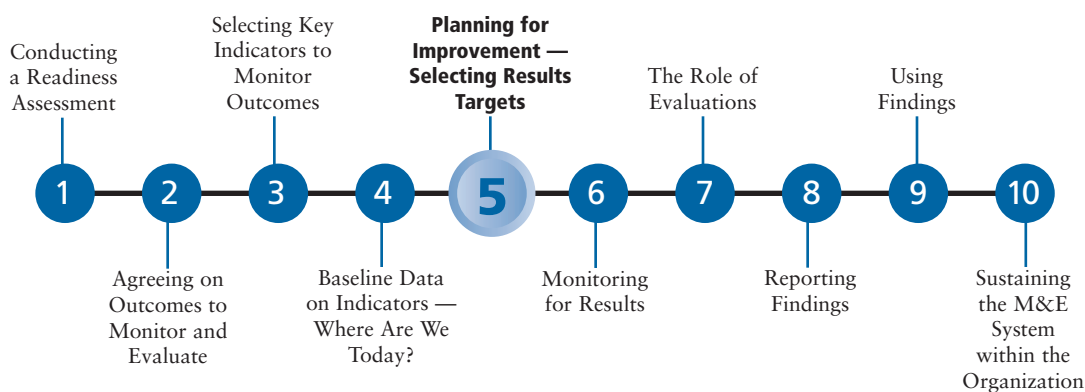 Conducting
a Readiness
Assessment
Selecting Key
Indicators to
Monitor
Outcomes
Planning for
Improvement —
Selecting Results
Targets
The Role of
Evaluations
Using
Findings
1
2
3
4
5
6
7
8
9
10
Agreeing on
Outcomes to
Monitor and
Evaluate
Baseline Data
on Indicators —
Where Are We
Today?
Monitoring
for Results
Reporting
Findings
Sustaining
the M&E
System
within the
Organization